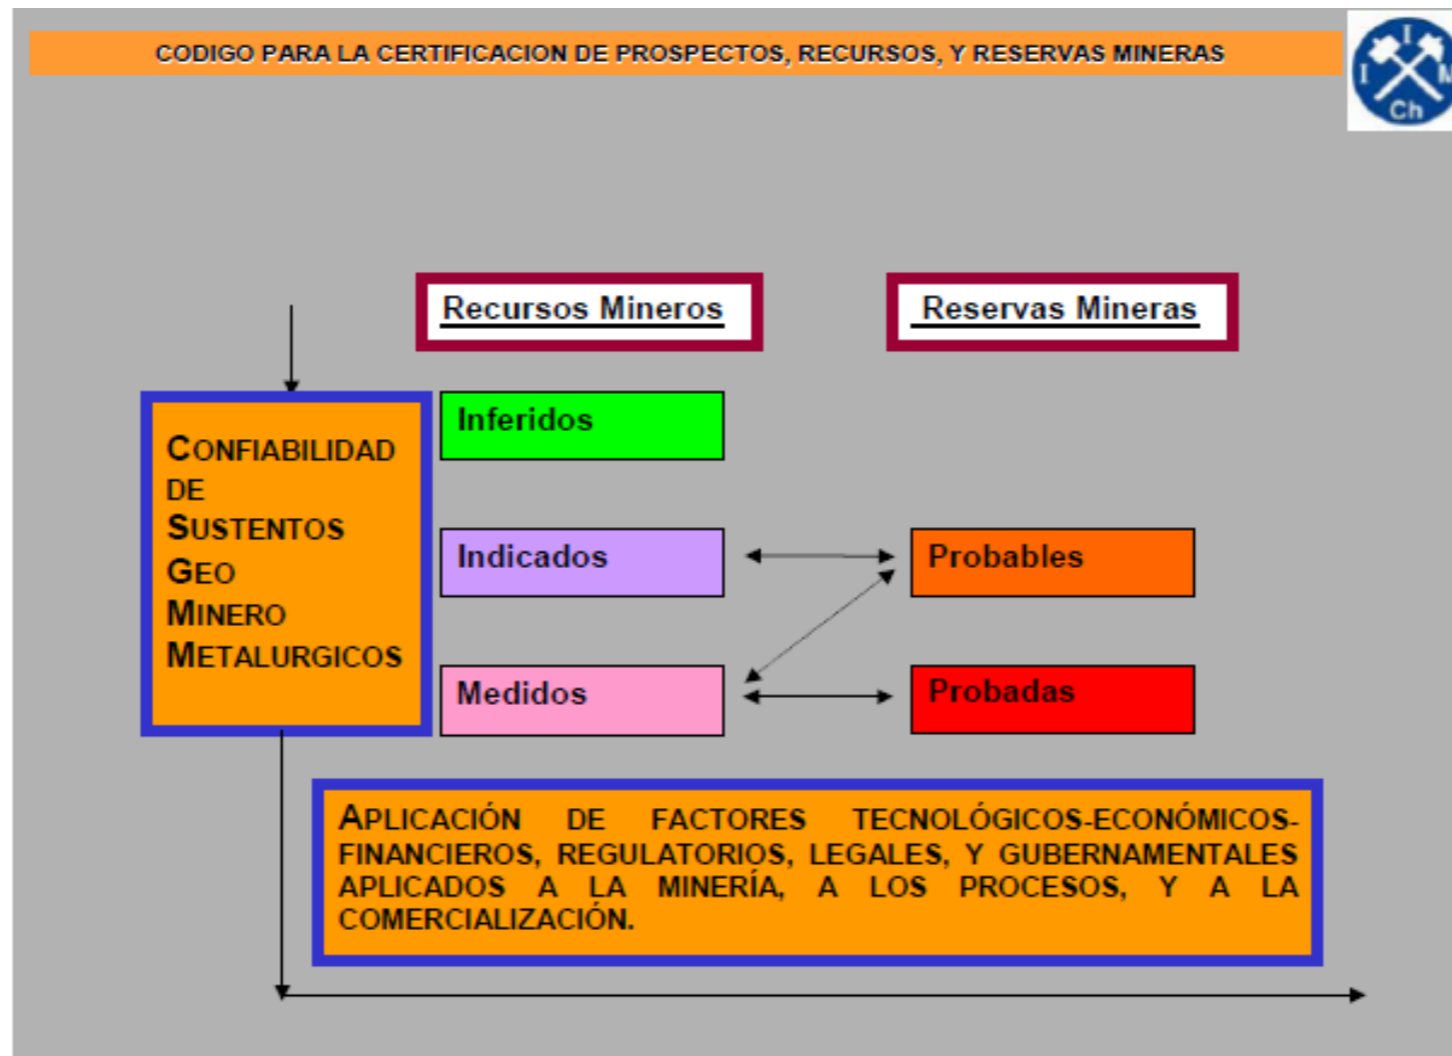 CODIGO PARA LA CERTIFICACION DE PROSPECTOS, RECURSOS, Y RESERVAS MINERAS
I
I M
Ch
Recursos Mineros
Reservas Mineras
CONFIABILIDAD
DE
SUSTENTOS
GEO
MINERO
METALURGICOS
Inferidos
Indicados
Probables
Medidos
Probadas
APLICACIÓN DE FACTORES TECNOLÓGICOS-ECONÓMICOS-
FINANCIEROS, REGULATORIOS, LEGALES, Y GUBERNAMENTALES
APLICADOS A LA MINERÍA, A LOS PROCESOS, Y A LA
COMERCIALIZACIÓN.